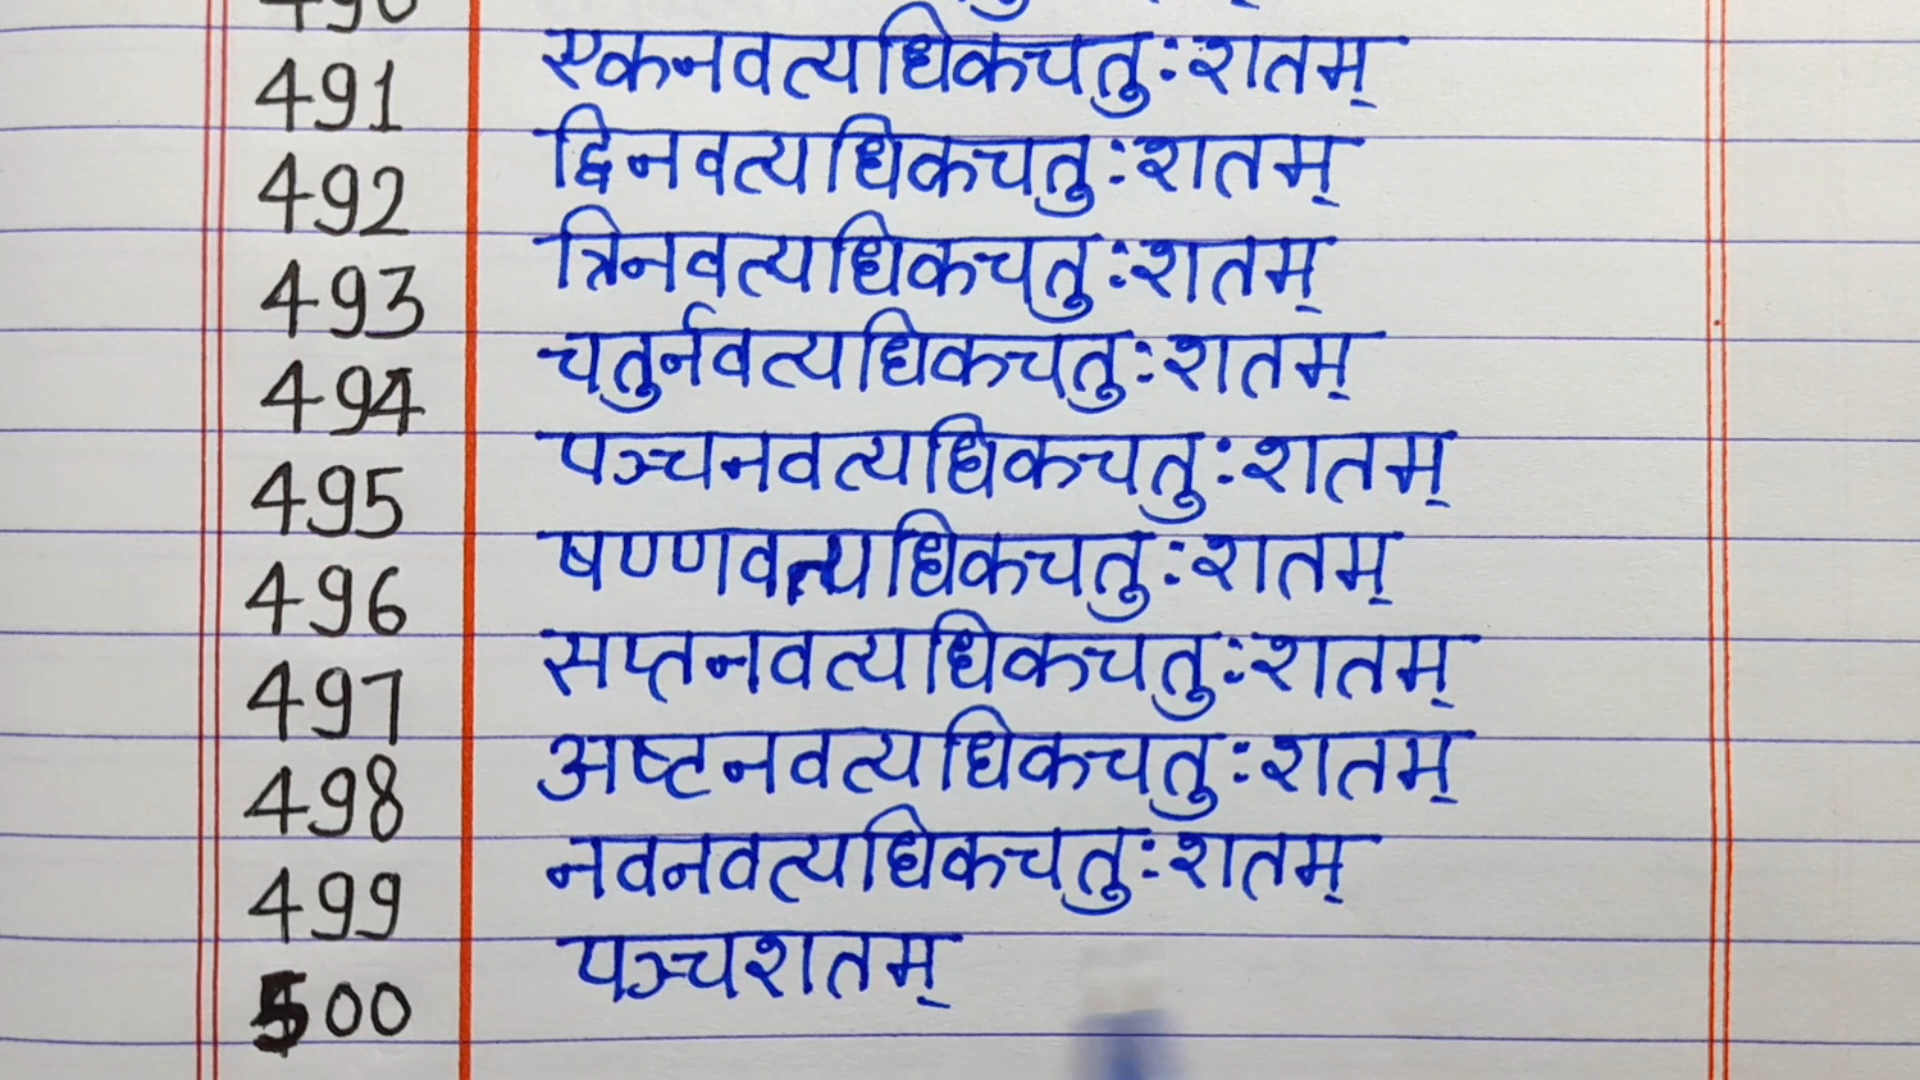 491 एकनवत्यधिकचतुःशतम्
492 द्विनवत्यधिकचतुःशतम्
493 त्रिनवत्यधिकचतुःशतम्
494 चतुर्नवत्यधिकचतुःशतम्
495 पञ्चनवत्यधिकचतुःशतम्
496 षण्णवत्यधिकचतुःशतम्
497 सप्तनवत्यधिकचतुःशतम्
498 अष्टनवत्यधिकचतुःशतम्
499 नवनवत्यधिकचतुःशतम्
500 पञ्चशतम्